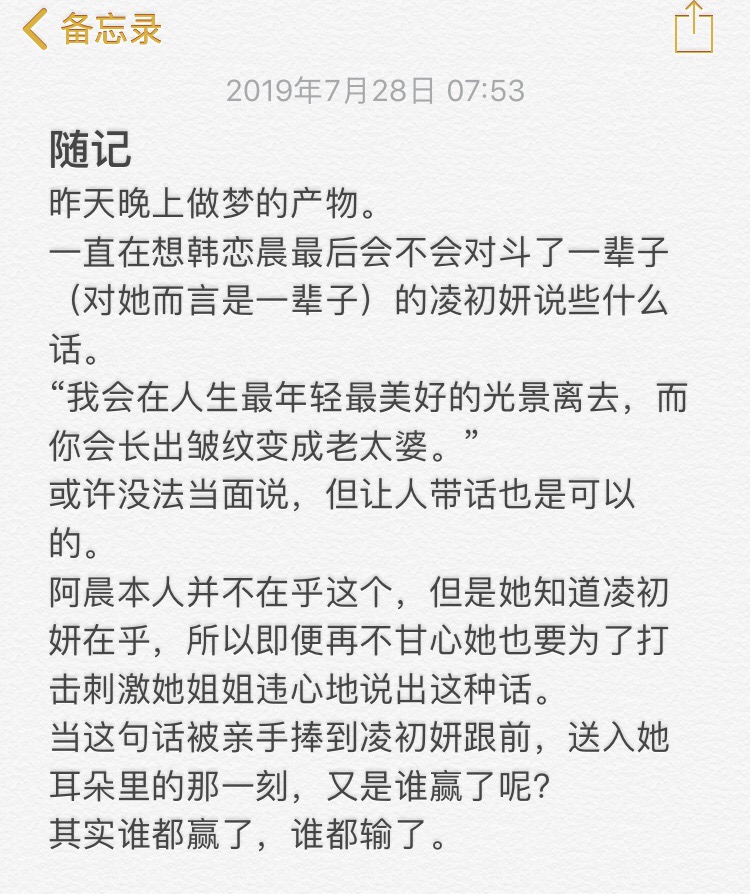 备忘录
2019年7月28日 07:53
随记
昨天晚上做梦的产物。
一直在想韩恋晨最后会不会对斗了一辈子
（对她而言是一辈子）的凌初妍说些什么
话。
“我会在人生最年轻最美好的光景离去，而
你会长出皱纹变成老太婆。”
或许没法当面说，但让人带话也是可以
的。
阿晨本人并不在乎这个，但是她知道凌初
妍在乎，所以即便再不甘心她也要为了打
击刺激她姐姐违心地说出这种话。
当这句话被亲手捧到凌初妍跟前，送入她
耳朵里的那一刻，又是谁赢了呢？
其实谁都赢了，谁都输了。